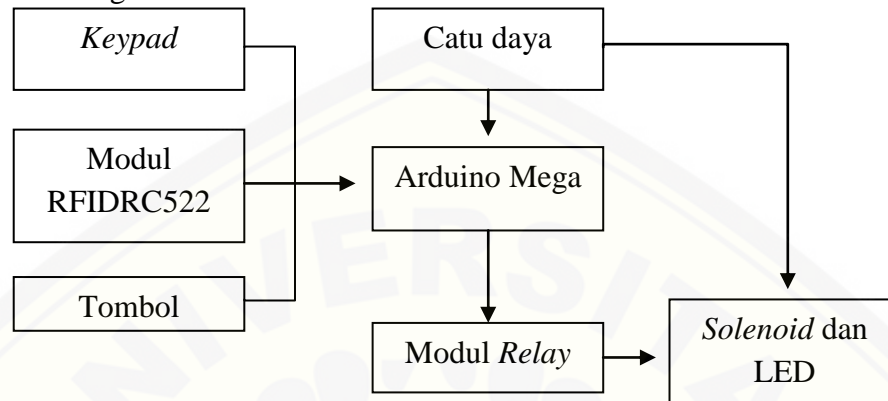 Keypad
Catu daya
Modul
RFIDRC522
Arduino Mega
Tombol
Modul Relay
Solenoid dan
LED